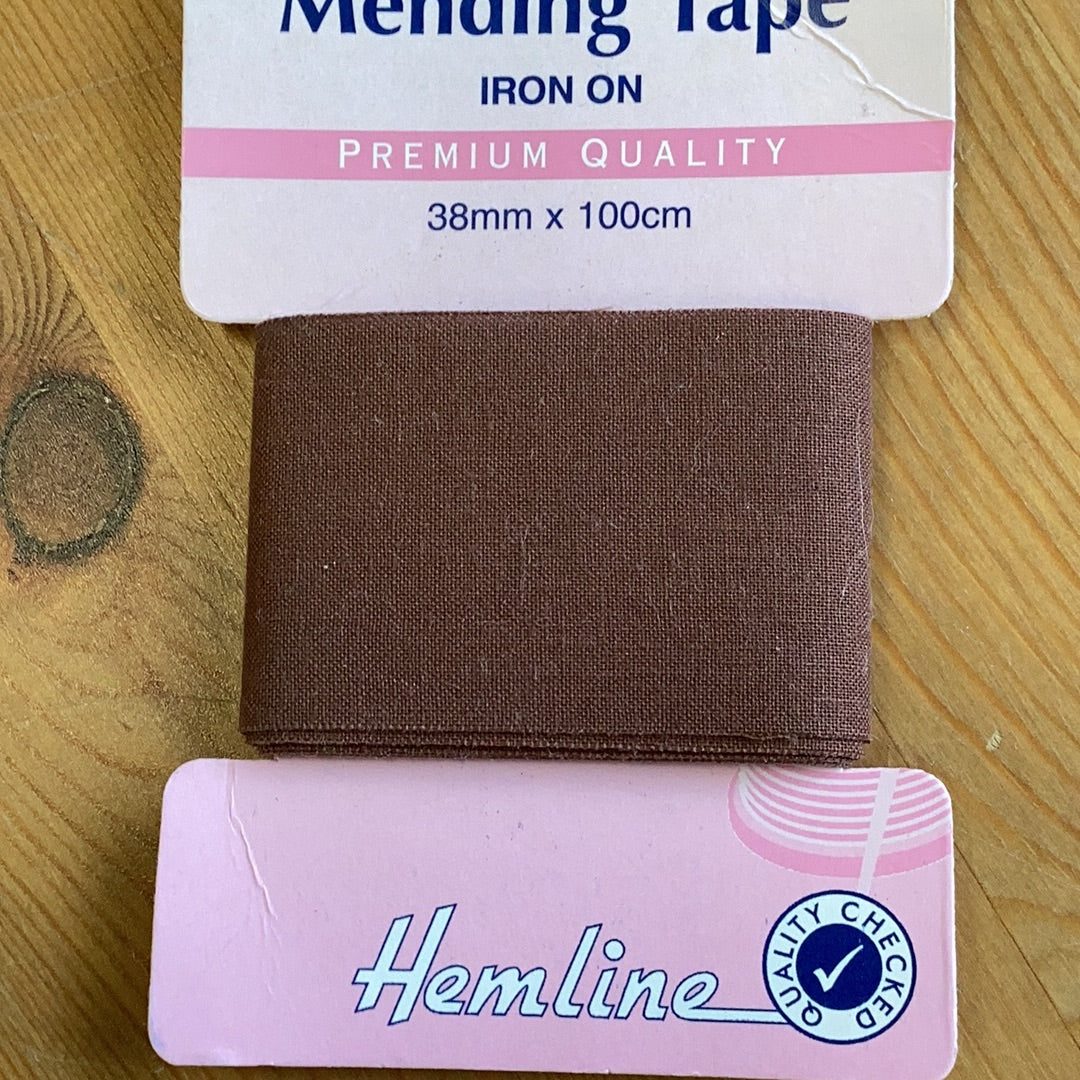 Mending Tape
IRON ON
PREMIUM QUALITY
38mm x 100cm
Hemline
QUALITY CHECKED